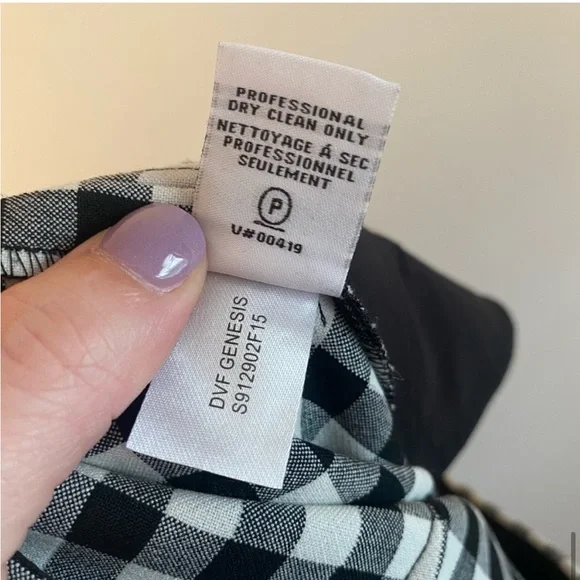 PROFESSIONAL
DRY CLEAN ONLY
NETTOYAGE À SEC
PROFESSIONNEL
SEULEMENT
P
V#00419
DVF GENESIS
S912902F15